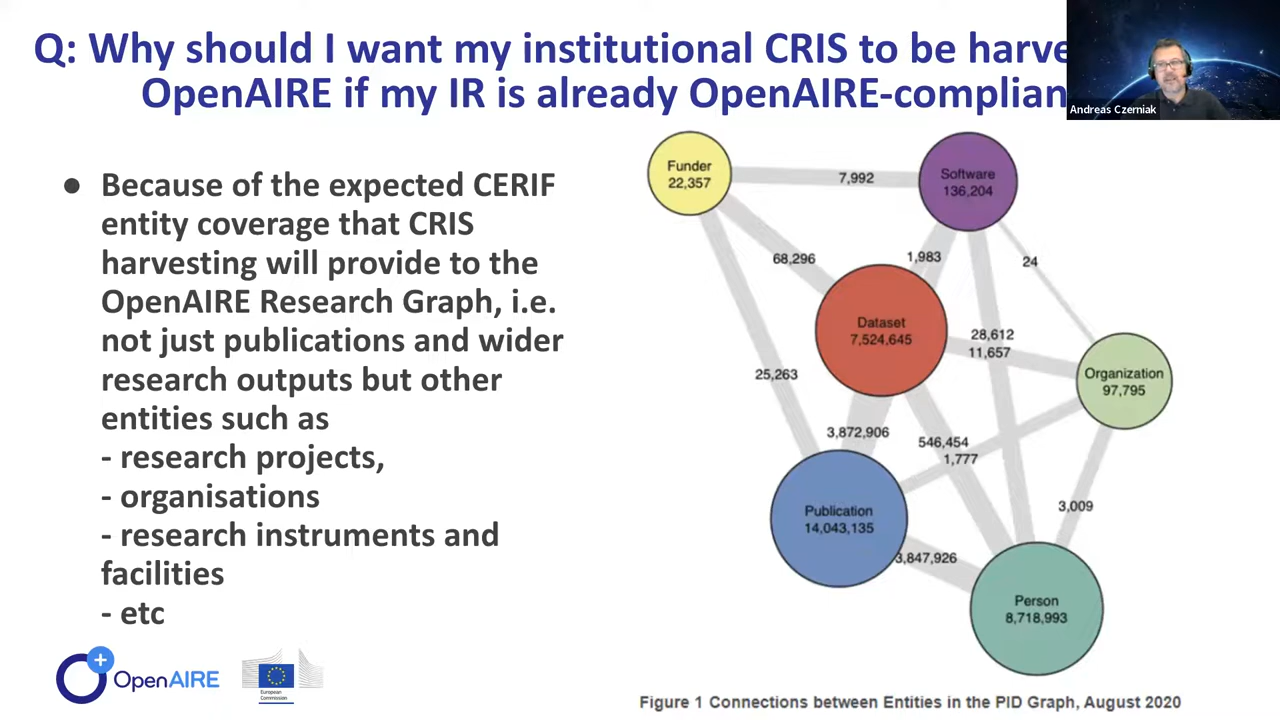 Q: Why should I want my institutional CRIS to be harve
OpenAIRE if my IR is already OpenAIRE-complian
Andreas Czerniak
● Because of the expected CERIF
entity coverage that CRIS
harvesting will provide to the
OpenAIRE Research Graph, i.e.
not just publications and wider
research outputs but other
entities such as
- research projects,
- organisations
- research instruments and
facilities
- etc
Funder
22,357
7,992
Software
136,204
68,296
1,983
24
Dataset
7,524,645
28,612
11,657
Organization
97,795
25,263
3,872,906
546,454
1,777
Publication
14,043,135
3,009
3,847,926
Person
8,718,993
OpenAIRE
European
Commission
Figure 1 Connections between Entities in the PID Graph, August 2020